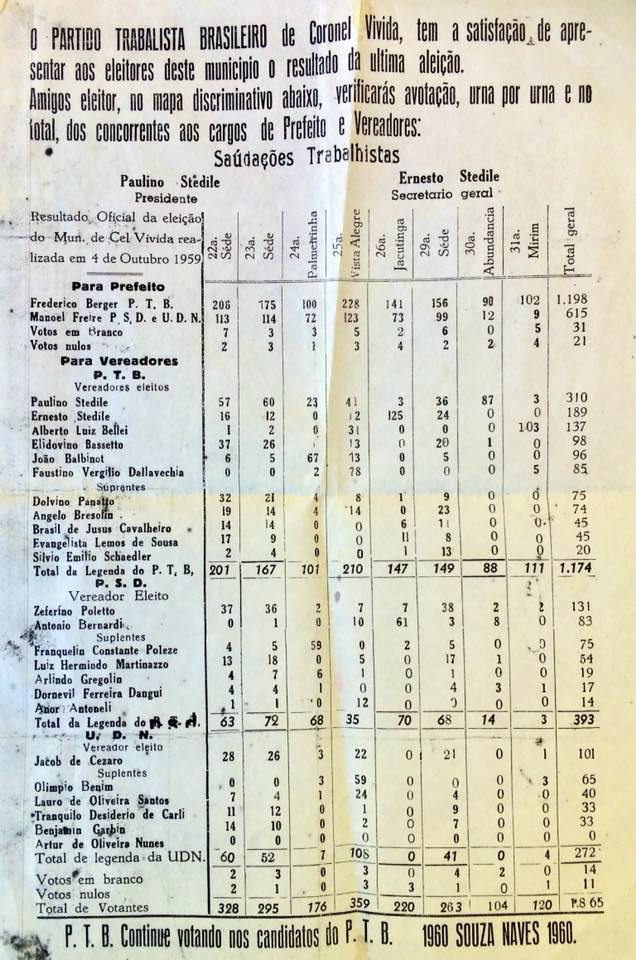 O PARTIDO TRABALISTA BRASILEIRO de Coronel Vivida, tem a satisfação de apre-
sentar aos eleitores deste municipio o resultado da ultima aleição.
Amigos eleitor, no mapa discriminativo abaixo, verificarás avotação, urna por urna e no
total, dos concorrentes aos cargos de Prefeito e Vereadores:
Saúdações Trabalhistas
Paulino Stédile Ernesto Stedile
Presidente Secretario geral
Resultado Oficial da eleição
do Mun. de Cel Vivida rea-
lizada em 4 de Outubro 1959
22a. Séde 23a. Séde 24a. Palmeirinha 25a. Vista Alegre 26a. Jacutinga 29a. Séde 30a. Abundancia 31a. Mirim Total geral
Para Prefeito
Frederico Berger P. T. B. 206 175 100 228 141 156 90 102 1.198
Manoel Freire P S, D. e U. D. N. 113 114 72 123 73 99 12 9 615
Votos em Branco 7 3 3 5 2 6 0 5 31
Votos nulos 2 3 1 3 4 2 2 4 21
Para Vereadores
P. T. B.
Vereadores eleitos
Paulino Stedile 57 60 23 41 3 36 87 3 310
Ernesto Stedile 16 12 0 12 125 24 0 0 189
Alberto Luiz Bellei 1 2 0 31 0 0 0 103 137
Elidovino Bassetto 37 26 13 0 20 1 0 98
João Balbinot 6 5 67 13 0 5 0 0 96
Faustino Vergilio Dallavechia 0 0 2 78 0 0 0 5 85
Suprentes
Dolvino Panatto 32 21 4 8 1 9 0 0 75
Angelo Bresolin 19 14 4 14 0 23 0 0 74
Brasil de Jusus Cavalheiro 14 14 0 0 6 11 0 0 45
Evangelista Lemos de Sousa 17 9 0 0 11 8 0 0 45
Silvio Emilio Schaedler 2 4 0 0 1 13 0 0 20
Total da Legenda do P. T. B, 201 167 101 210 147 149 88 111 1.174
P. S. D.
Vereador Eleito
Zeferino Poletto 37 36 2 7 7 38 2 2 131
Antonio Bernardi 0 1 0 10 61 3 8 0 83
Suplentes
Franquelin Constante Poleze 4 5 59 0 2 5 0 0 75
Luiz Hermindo Martinazzo 13 18 0 5 0 17 1 0 54
Arlindo Gregolin 4 7 6 1 0 1 0 0 19
Dornevil Ferreira Dangui 4 4 1 0 0 4 3 1 17
Anor Antoneli 1 1 0 12 0 0 0 0 14
Total da Legenda do 63 72 68 35 70 68 14 3 393
U. D. N.
Vereador eleito
Jacob de Cezaro 28 26 3 22 0 21 0 1 101
Suplentes
Olimpio Benim 0 0 3 59 0 0 0 3 65
Lauro de Oliveira Santos 7 4 1 24 0 4 0 0 40
Tranquilo Desiderio de Carli 11 12 0 1 0 9 0 0 33
Benjamin Garbin 14 10 0 2 0 7 0 0 33
Artur de Oliveira Nunes 0 0 0 0 0 0 0 0 0
Total de legenda da UDN. 60 52 7 108 0 41 0 4 272
Votos em branco 2 3 0 3 4 0 2 0 14
Votos nulos 2 1 0 3 3 1 0 1 11
Total de Votantes 328 295 176 359 220 263 104 120 8 65
P. T. B. Continue votando nos candidatos do P. T. B. 1960 SOUZA NAVES 1960.